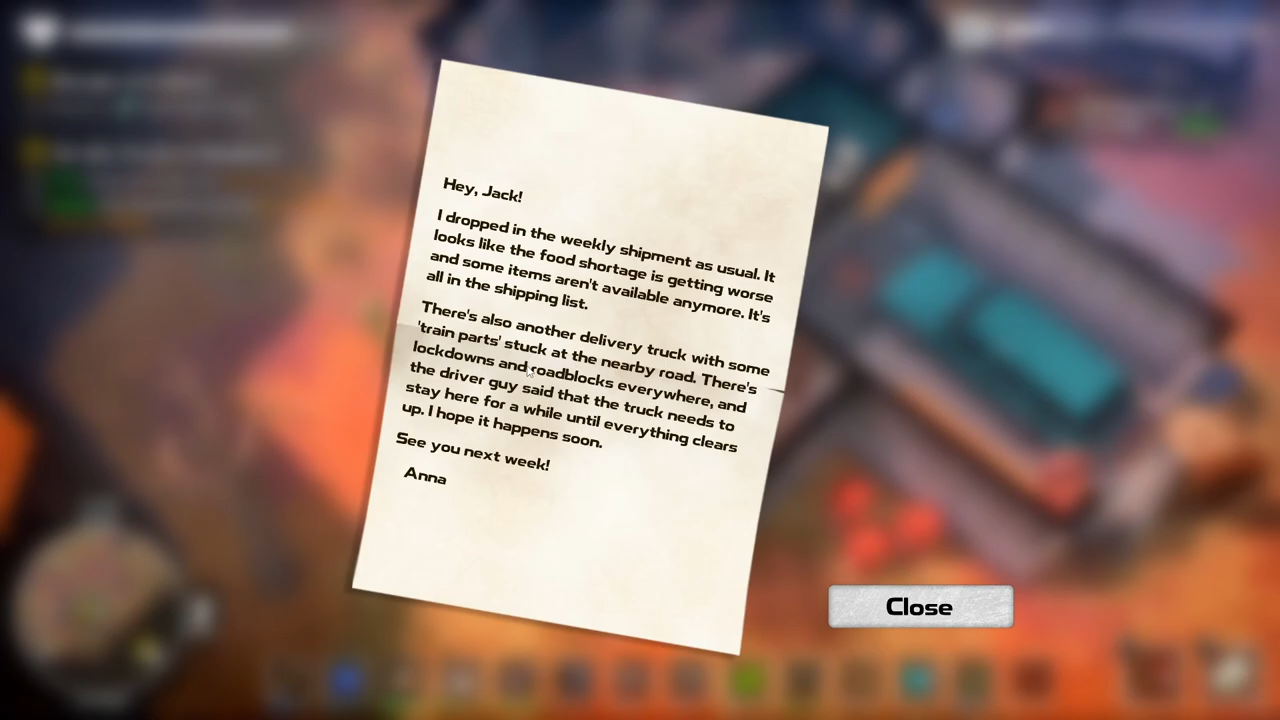 Hey, Jack!
I dropped in the weekly shipment as usual. It
looks like the food shortage is getting worse
and some items aren't available anymore. It's
all in the shipping list.
There's also another delivery truck with some
'train parts' stuck at the nearby road. There's
lockdowns and roadblocks everywhere, and
the driver guy said that the truck needs to
stay here for a while until everything clears
up. I hope it happens soon.
See you next week!
Anna
Close